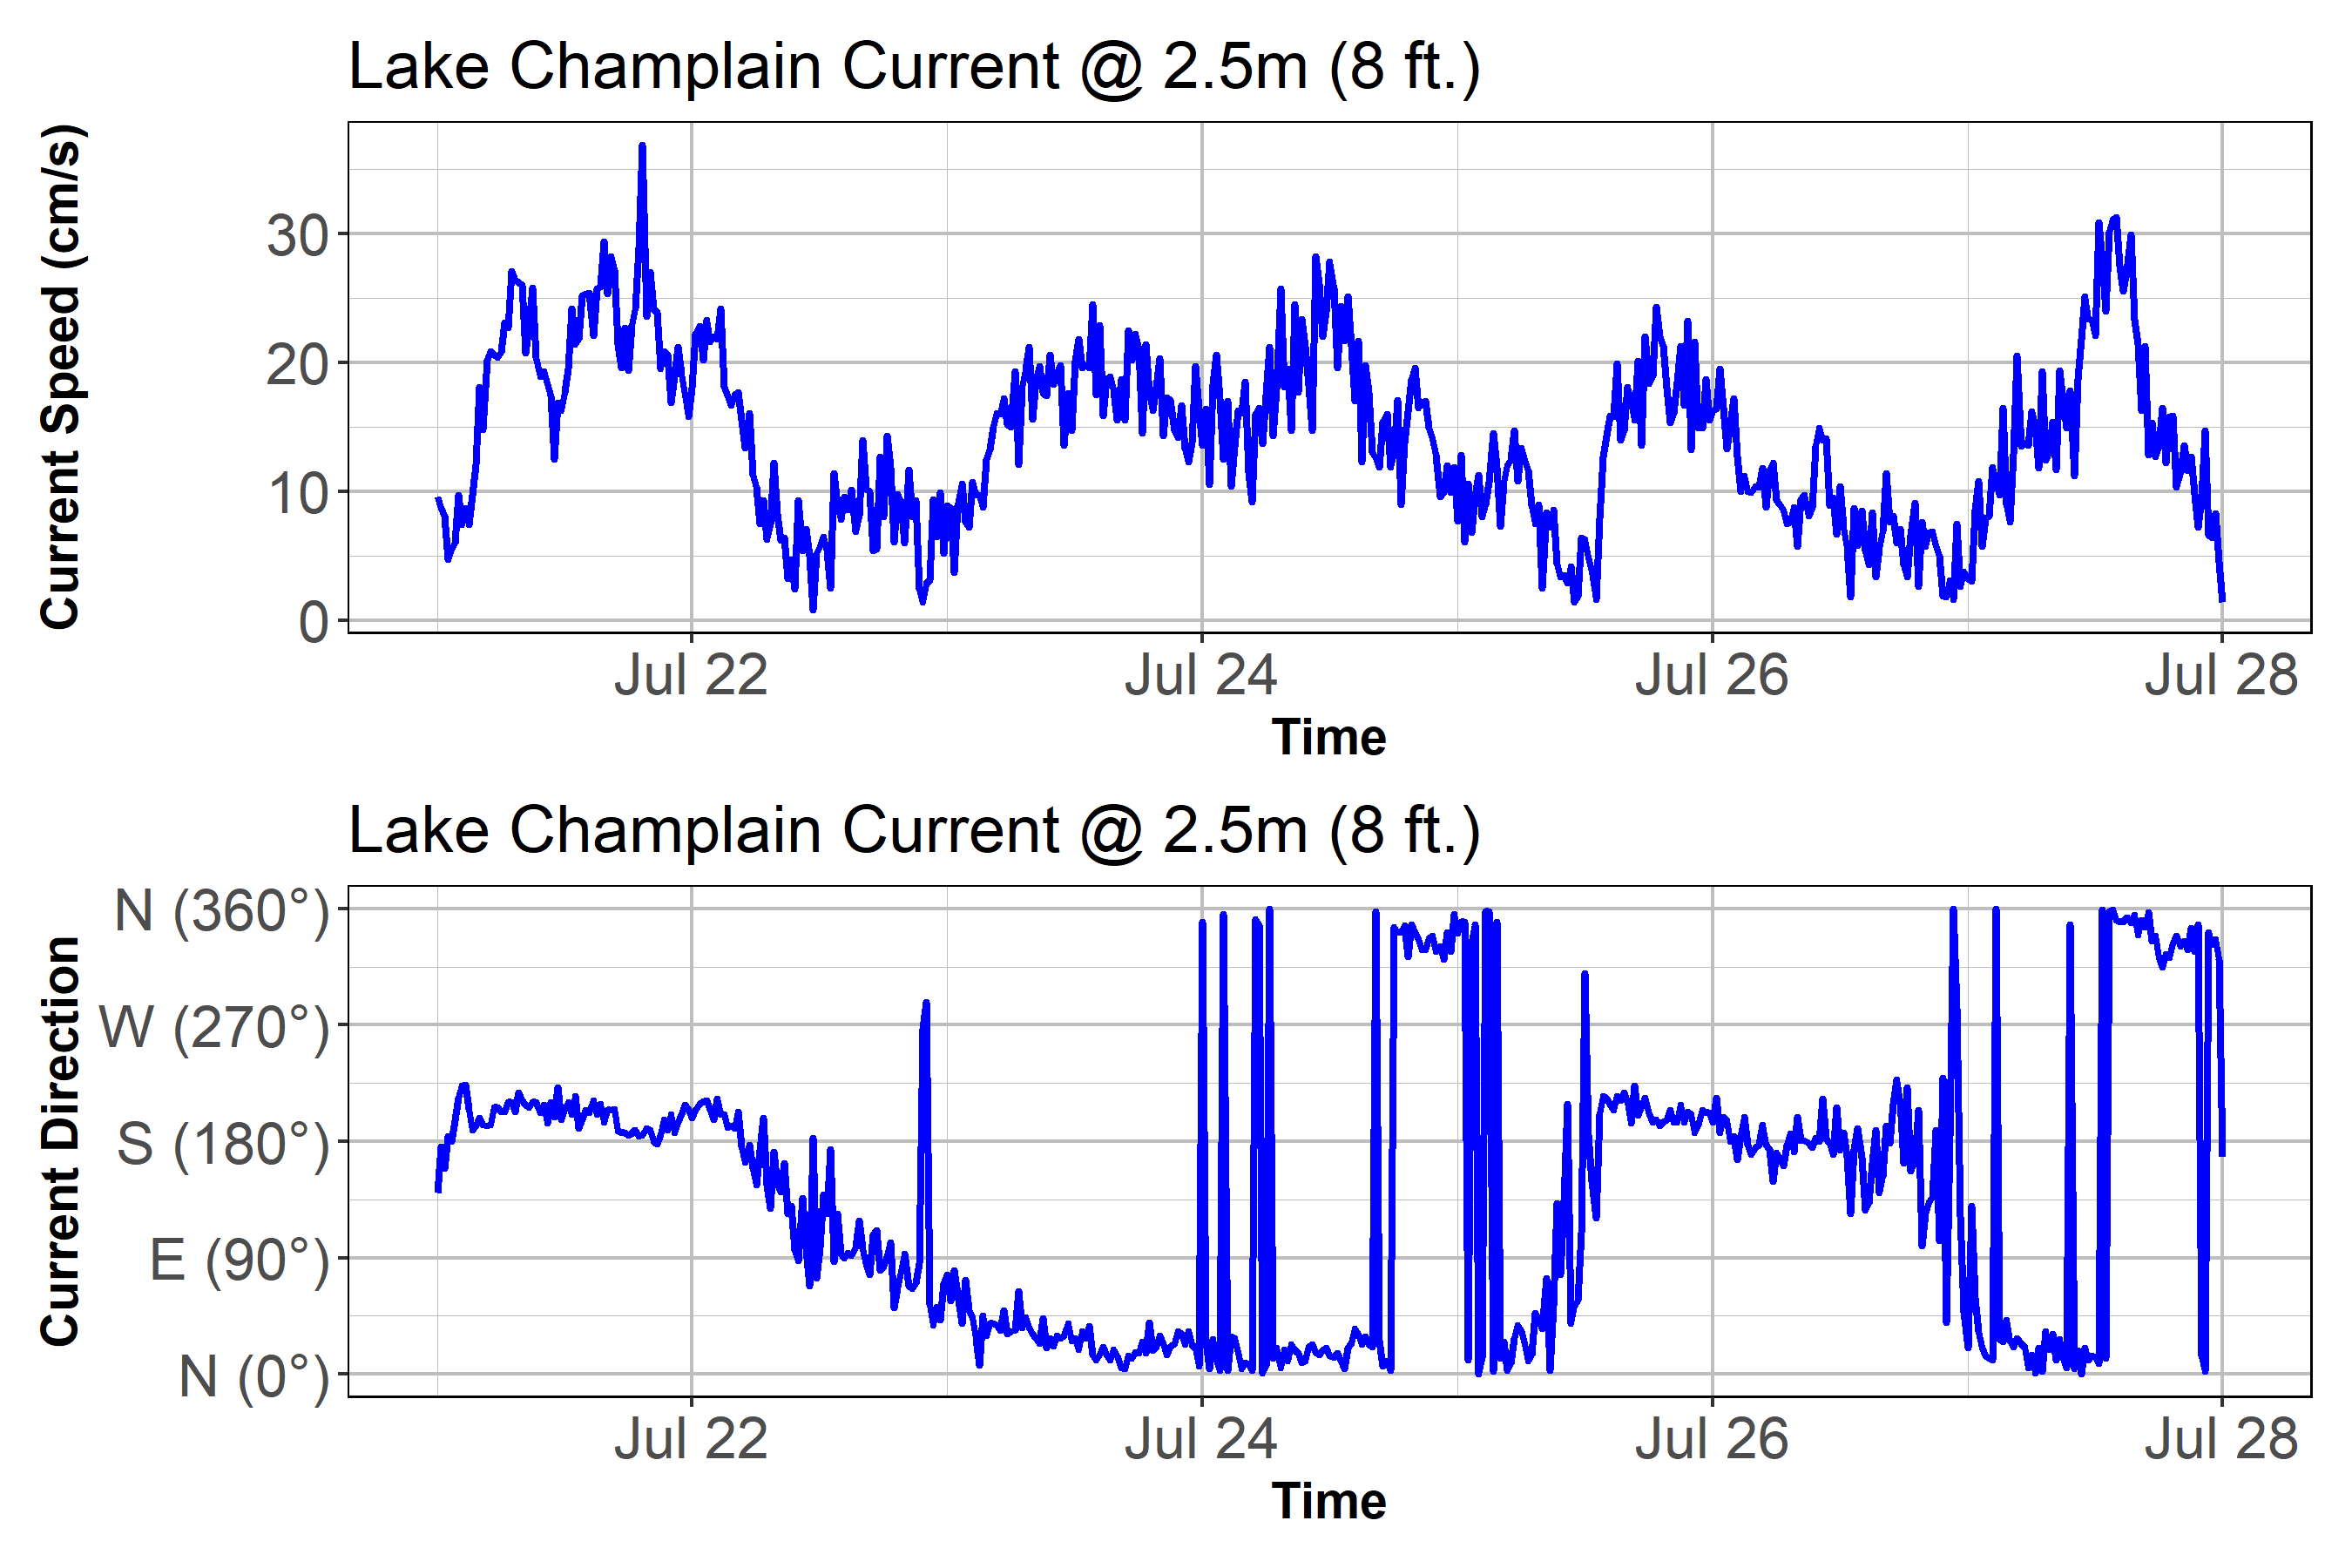 Lake Champlain Current @ 2.5m (8 ft.)
Current Speed (cm/s)
30
20
10
0
Jul 22 Jul 24 Jul 26 Jul 28
Time
Lake Champlain Current @ 2.5m (8 ft.)
Current Direction
N (360°)
W (270°)
S (180°)
E (90°)
N (0°)
Jul 22 Jul 24 Jul 26 Jul 28
Time